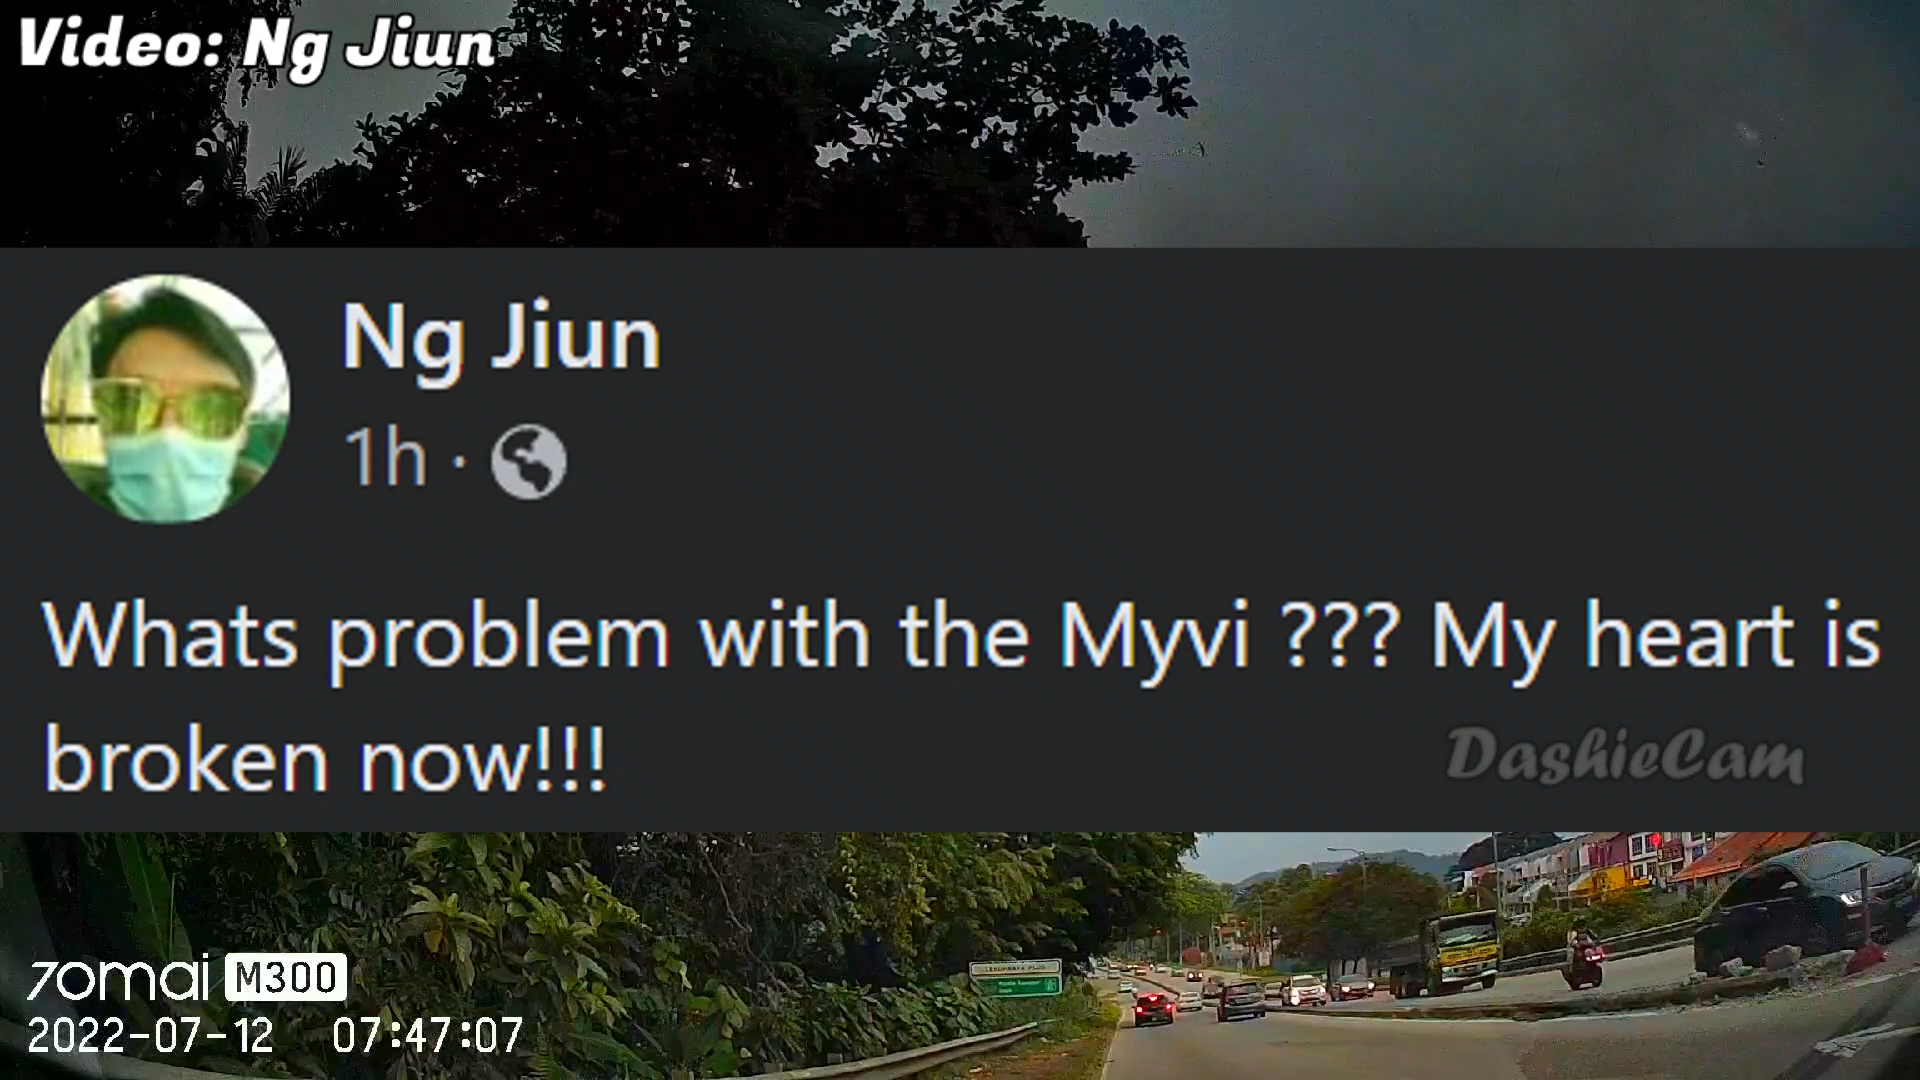 Video: Ng Jiun
Ng Jiun
1h ·
Whats problem with the Myvi ??? My heart is
broken now!!!
DashieCam
70mai M300
2022-07-12 07:47:07